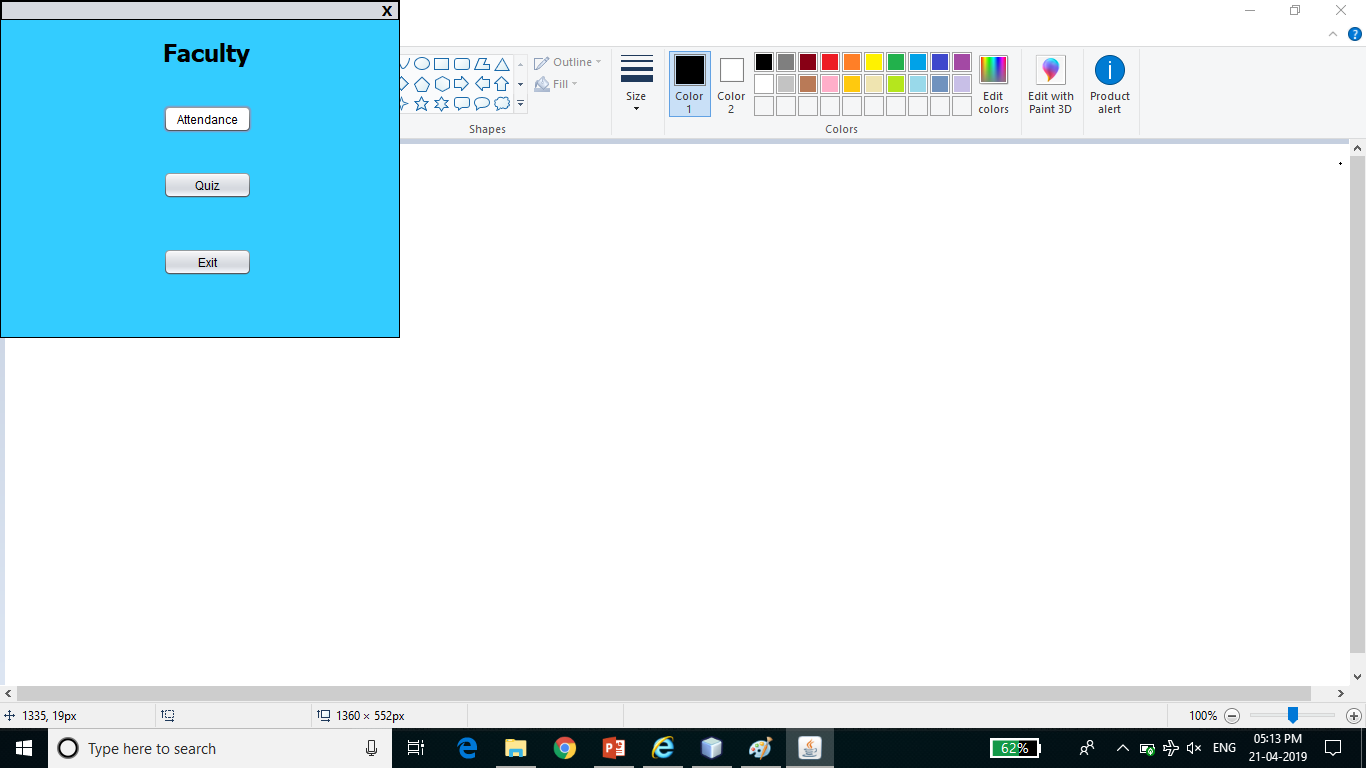 X
Faculty
Attendance
Quiz
Exit
Outline
Fill
Shapes
Size
Color 1
Color 2
Edit colors
Colors
Edit with Paint 3D
Product alert
1335, 19px
1360 × 552px
100%
Type here to search
62%
ENG
05:13 PM
21-04-2019